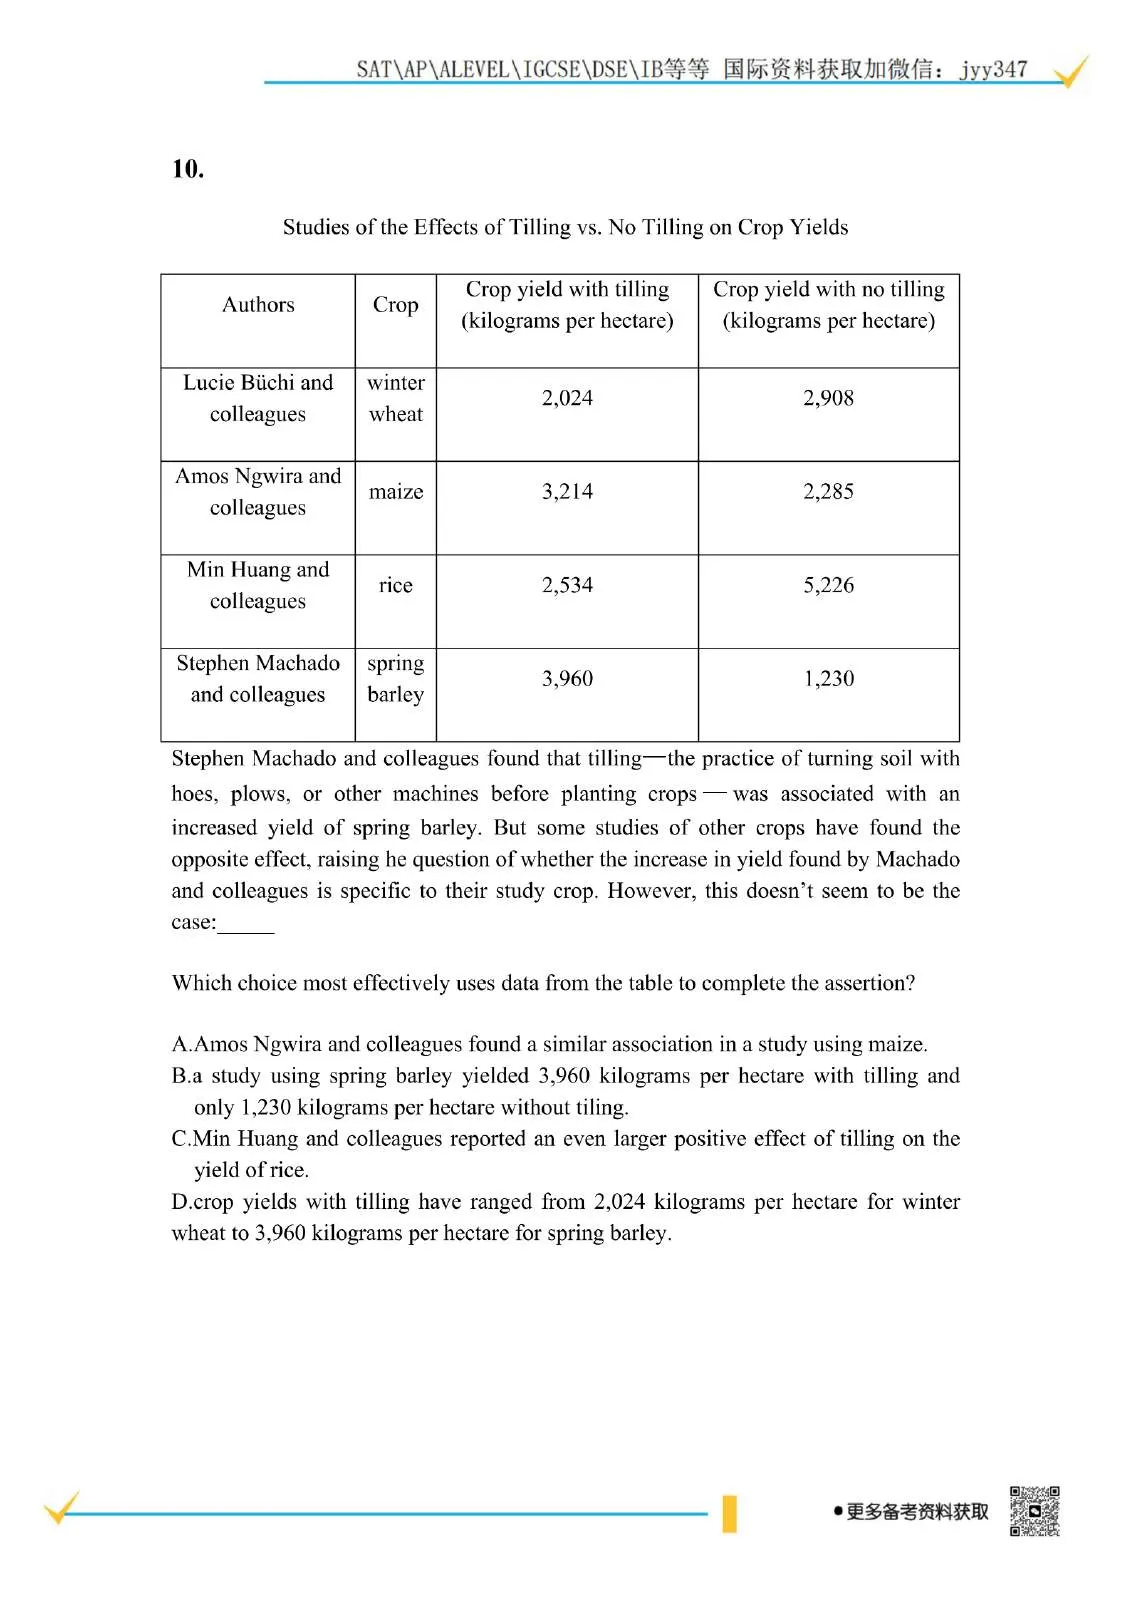 SAT\AP\ALEVEL\IGCSE\DSE\IB等等 国际资料获取加微信：jyy347
10.
Studies of the Effects of Tilling vs. No Tilling on Crop Yields
Authors
Crop
Crop yield with tilling
(kilograms per hectare)
Crop yield with no tilling
(kilograms per hectare)
Lucie Büchi and
colleagues
winter
wheat
2,024
2,908
Amos Ngwira and
colleagues
maize
3,214
2,285
Min Huang and
colleagues
rice
2,534
5,226
Stephen Machado
and colleagues
spring
barley
3,960
1,230
Stephen Machado and colleagues found that tilling—the practice of turning soil with
hoes, plows, or other machines before planting crops — was associated with an
increased yield of spring barley. But some studies of other crops have found the
opposite effect, raising he question of whether the increase in yield found by Machado
and colleagues is specific to their study crop. However, this doesn’t seem to be the
case:_____
Which choice most effectively uses data from the table to complete the assertion?
A.Amos Ngwira and colleagues found a similar association in a study using maize.
B.a study using spring barley yielded 3,960 kilograms per hectare with tilling and
only 1,230 kilograms per hectare without tiling.
C.Min Huang and colleagues reported an even larger positive effect of tilling on the
yield of rice.
D.crop yields with tilling have ranged from 2,024 kilograms per hectare for winter
wheat to 3,960 kilograms per hectare for spring barley.
•更多备考资料获取